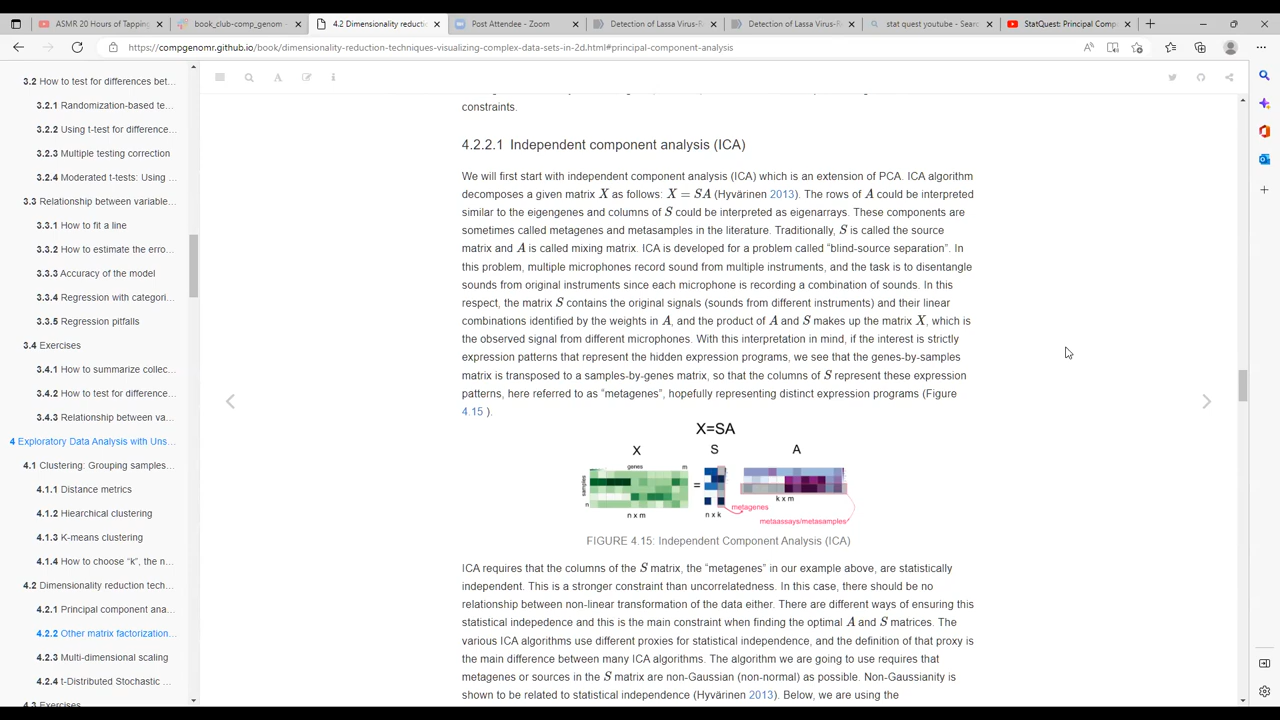 ASMR 20 Hours of Tapping
book_club-comp_genom
4.2 Dimensionality reducti
Post Attendee - Zoom
Detection of Lassa Virus-R
Detection of Lassa Virus-R
stat quest youtube - Searc
StatQuest: Principal Comp
https://compgenomr.github.io/book/dimensionality-reduction-techniques-visualizing-complex-data-sets-in-2d.html#principal-component-analysis
3.2 How to test for differences bet...
3.2.1 Randomization-based te...
3.2.2 Using t-test for difference...
3.2.3 Multiple testing correction
3.2.4 Moderated t-tests: Using ...
3.3 Relationship between variable...
3.3.1 How to fit a line
3.3.2 How to estimate the erro...
3.3.3 Accuracy of the model
3.3.4 Regression with categori...
3.3.5 Regression pitfalls
3.4 Exercises
3.4.1 How to summarize collec...
3.4.2 How to test for differenc...
3.4.3 Relationship between va...
4 Exploratory Data Analysis with Uns...
4.1 Clustering: Grouping samples...
4.1.1 Distance metrics
4.1.2 Hiearchical clustering
4.1.3 K-means clustering
4.1.4 How to choose “k”, the n...
4.2 Dimensionality reduction tech...
4.2.1 Principal component ana...
4.2.2 Other matrix factorization...
4.2.3 Multi-dimensional scaling
4.2.4 t-Distributed Stochastic ...
4.3 Exercises
constraints.
4.2.2.1 Independent component analysis (ICA)
We will first start with independent component analysis (ICA) which is an extension of PCA. ICA algorithm
decomposes a given matrix X as follows: X = SA (Hyvärinen 2013). The rows of A could be interpreted
similar to the eigengenes and columns of S could be interpreted as eigenarrays. These components are
sometimes called metagenes and metasamples in the literature. Traditionally, S is called the source
matrix and A is called mixing matrix. ICA is developed for a problem called “blind-source separation”. In
this problem, multiple microphones record sound from multiple instruments, and the task is to disentangle
sounds from original instruments since each microphone is recording a combination of sounds. In this
respect, the matrix S contains the original signals (sounds from different instruments) and their linear
combinations identified by the weights in A, and the product of A and S makes up the matrix X, which is
the observed signal from different microphones. With this interpretation in mind, if the interest is strictly
expression patterns that represent the hidden expression programs, we see that the genes-by-samples
matrix is transposed to a samples-by-genes matrix, so that the columns of S represent these expression
patterns, here referred to as “metagenes”, hopefully representing distinct expression programs (Figure
4.15 ).
X=SA
X S A
genes m
samples
n
=
n x m
n x k
k x m
metagenes
metaassays/metasamples
FIGURE 4.15: Independent Component Analysis (ICA)
ICA requires that the columns of the S matrix, the “metagenes” in our example above, are statistically
independent. This is a stronger constraint than uncorrelatedness. In this case, there should be no
relationship between non-linear transformation of the data either. There are different ways of ensuring this
statistical indepedence and this is the main constraint when finding the optimal A and S matrices. The
various ICA algorithms use different proxies for statistical independence, and the definition of that proxy is
the main difference between many ICA algorithms. The algorithm we are going to use requires that
metagenes or sources in the S matrix are non-Gaussian (non-normal) as possible. Non-Gaussianity is
shown to be related to statistical independence (Hyvärinen 2013). Below, we are using the